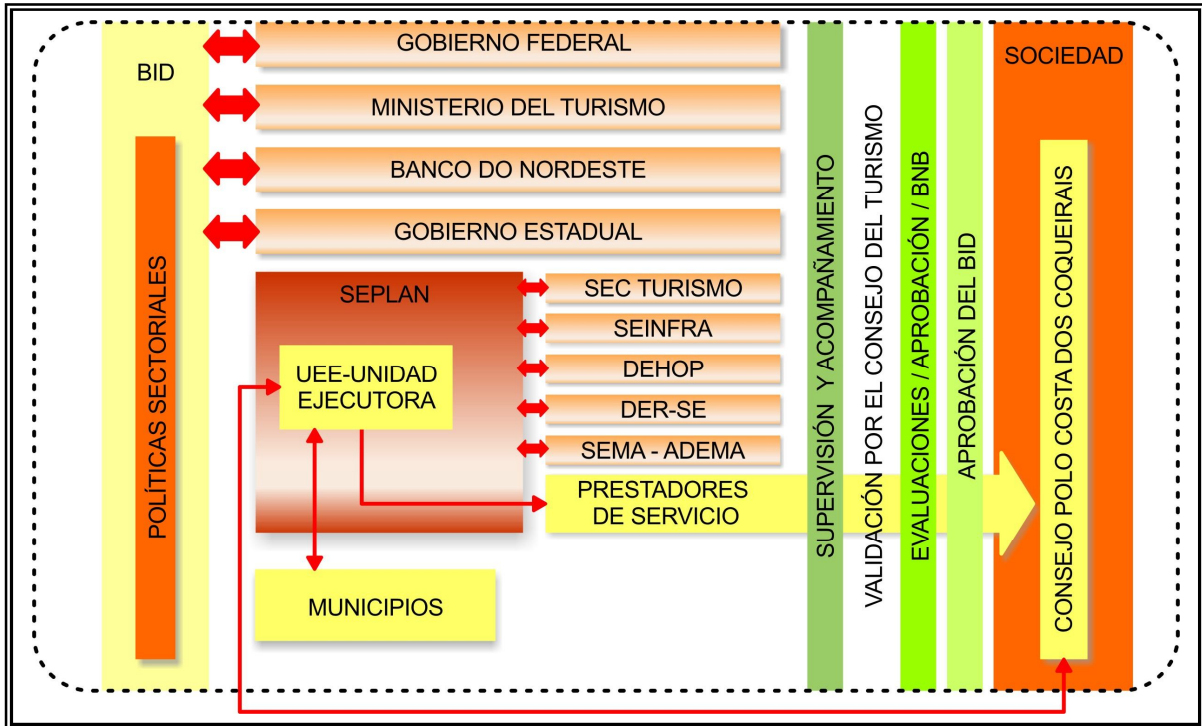 BID
POLÍTICAS SECTORIALES
GOBIERNO FEDERAL
MINISTERIO DEL TURISMO
BANCO DO NORDESTE
GOBIERNO ESTADUAL
SEPLAN
UEE-UNIDAD
EJECUTORA
SEC TURISMO
SEINFRA
DEHOP
DER-SE
SEMA - ADEMA
PRESTADORES
DE SERVICIO
MUNICIPIOS
SUPERVISIÓN Y ACOMPAÑAMIENTO
VALIDACIÓN POR EL CONSEJO DEL TURISMO
EVALUACIONES / APROBACIÓN / BNB
APROBACIÓN DEL BID
SOCIEDAD
CONSEJO POLO COSTA DOS COQUEIRAIS